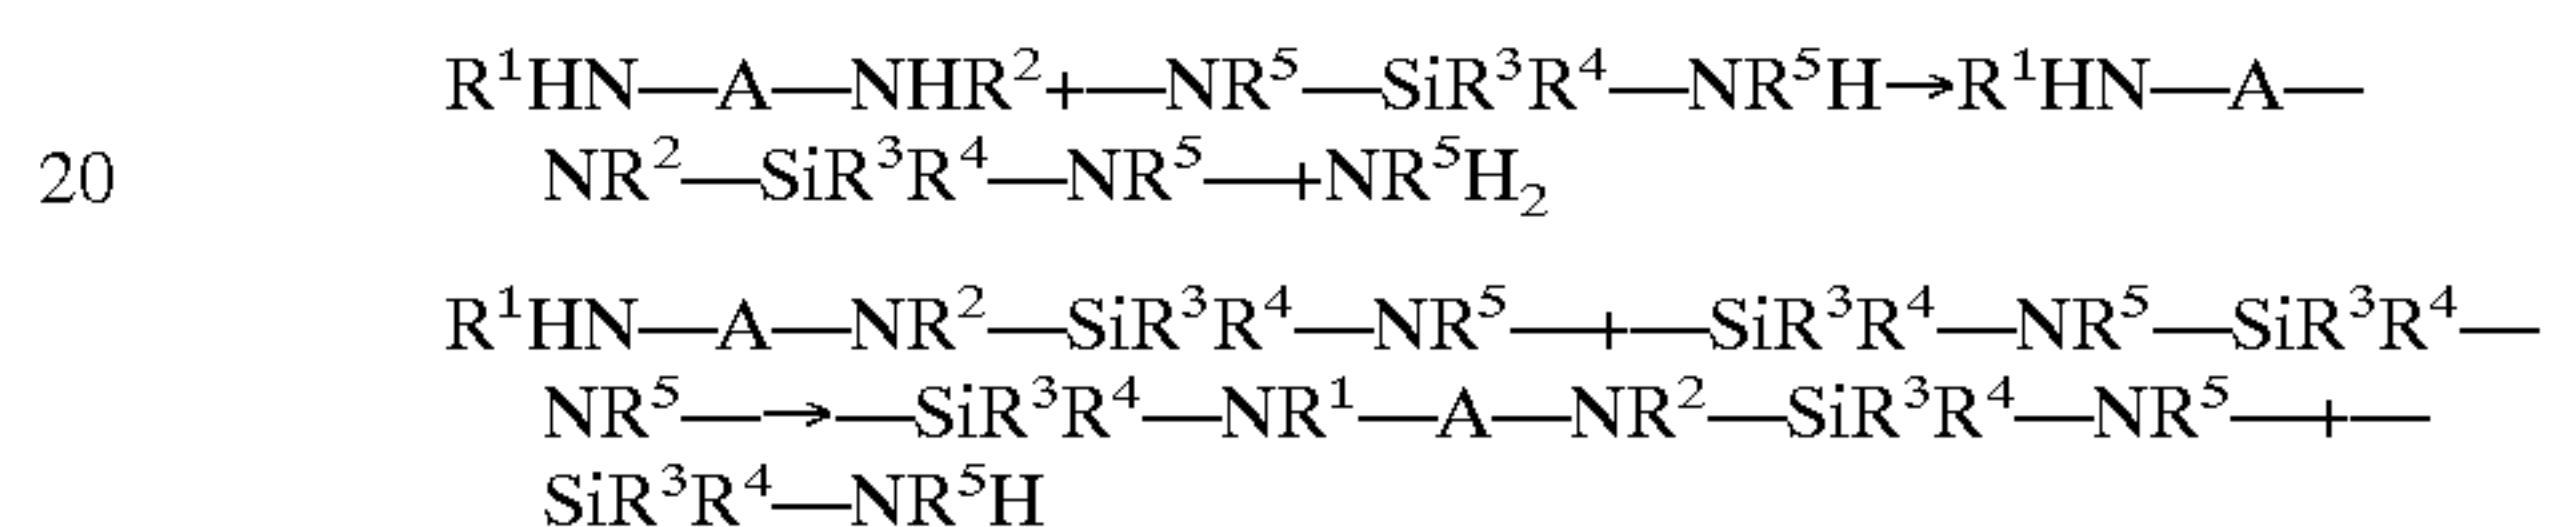 R¹HN—A—NHR²+—NR⁵—SiR³R⁴—NR⁵H→R¹HN—A—
20 NR²—SiR³R⁴—NR⁵—+NR⁵H₂
R¹HN—A—NR²—SiR³R⁴—NR⁵—+—SiR³R⁴—NR⁵—SiR³R⁴—
NR⁵—→—SiR³R⁴—NR¹—A—NR²—SiR³R⁴—NR⁵—+—
SiR³R⁴—NR⁵H